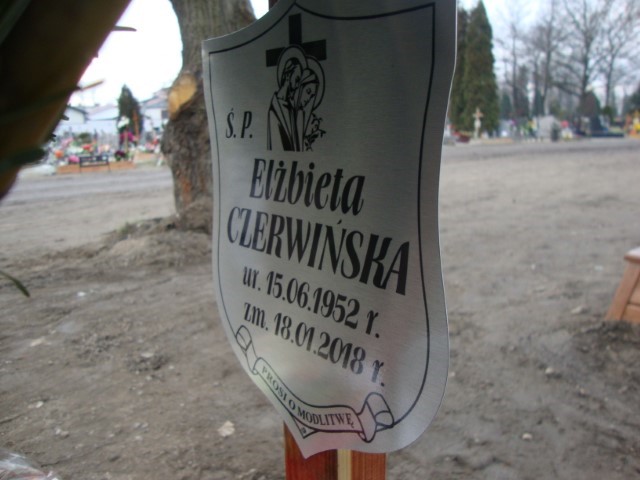 Ś. P.
Elżbieta
CZERWIŃSKA
ur. 15.06.1952 r.
zm. 18.01.2018 r.
PROSI O MODLITWĘ